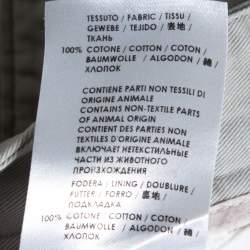 TESSUTO / FABRIC / TISSU /
GEWEBE / TEJIDO / 裏地 /
ТКАНЬ
100% COTONE / COTTON / COTON /
BAUMWOLLE / ALGODON / 綿 /
ХЛОПОК
CONTIENE PARTI NON TESSILI DI
ORIGINE ANIMALE
CONTAINS NON-TEXTILE PARTS
OF ANIMAL ORIGIN
CONTIENT DES PARTIES NON
TEXTILES D'ORIGINE ANIMALE
ВКЛЮЧАЕТ НЕТЕКСТИЛЬНЫЕ
ЧАСТИ ИЗ ЖИВОТНОГО
ПРОИСХОЖДЕНИЯ
FODERA / LINING / DOUBLURE /
FUTTER / FORRO / 裏地 /
ПОДКЛАДКА
100% COTONE / COTTON / COTON /
BAUMWOLLE / ALGODON / 綿 /
ХЛОПОК